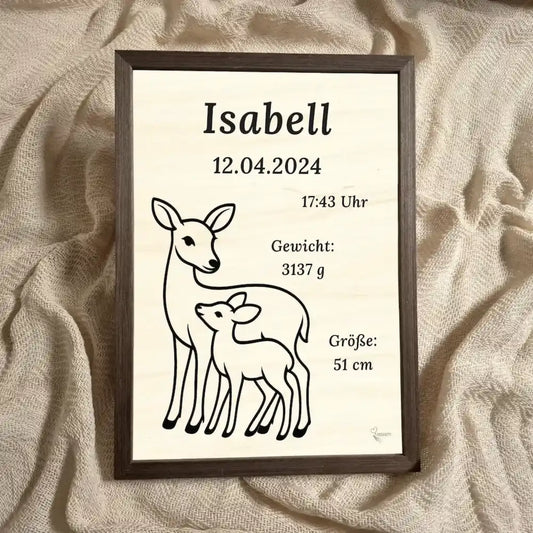 Isabell
12.04.2024
17:43 Uhr
Gewicht:
3137 g
Größe:
51 cm